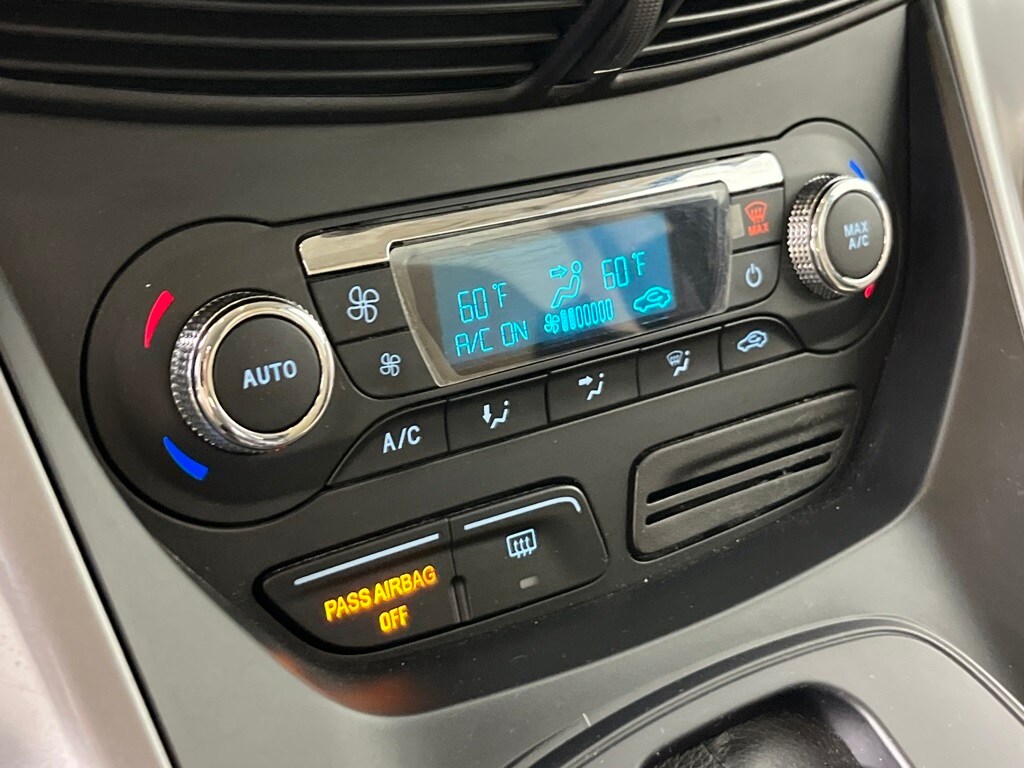 MAX
MAX
A/C
60°F
60°F
A/C ON
AUTO
A/C
PASS AIRBAG
OFF